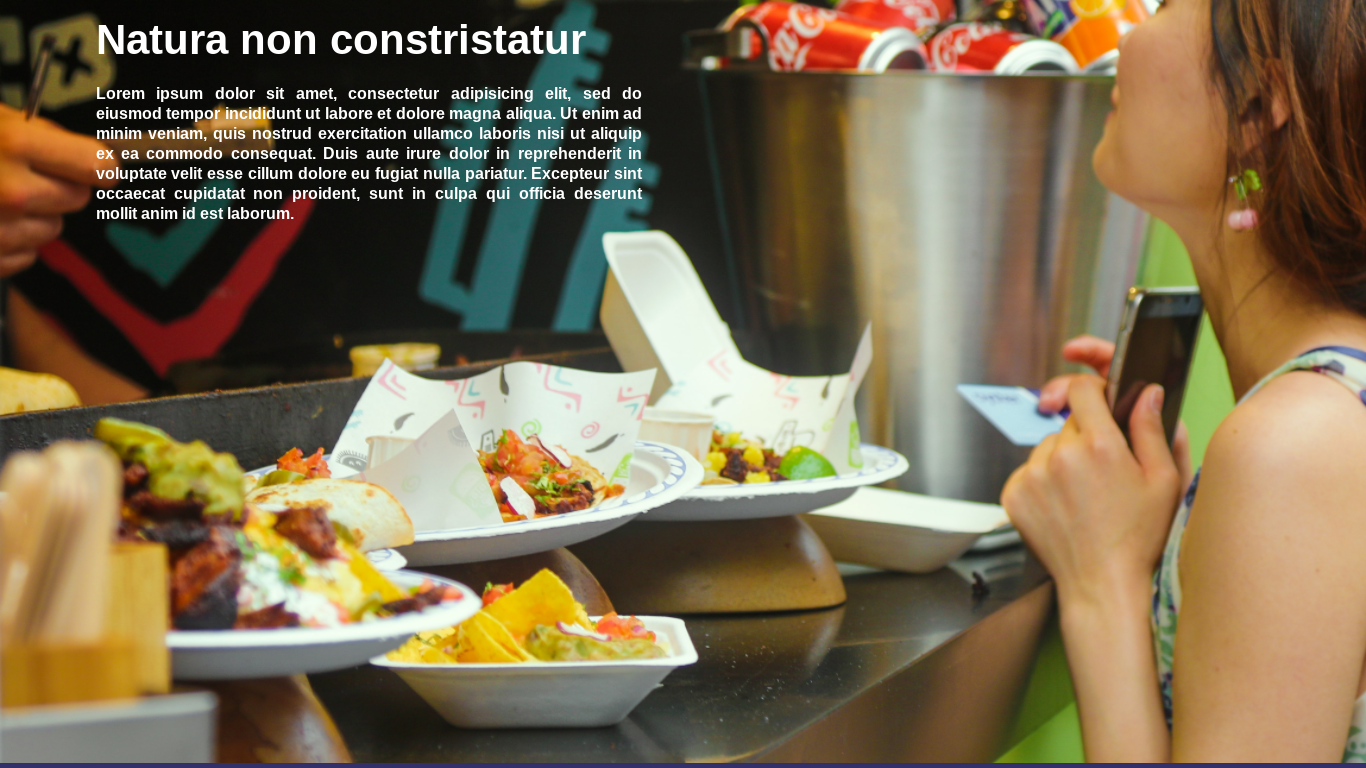 Natura non constristatur
Lorem ipsum dolor sit amet, consectetur adipisicing elit, sed do
eiusmod tempor incididunt ut labore et dolore magna aliqua. Ut enim ad
minim veniam, quis nostrud exercitation ullamco laboris nisi ut aliquip
ex ea commodo consequat. Duis aute irure dolor in reprehenderit in
voluptate velit esse cillum dolore eu fugiat nulla pariatur. Excepteur sint
occaecat cupidatat non proident, sunt in culpa qui officia deserunt
mollit anim id est laborum.
Coca-Cola